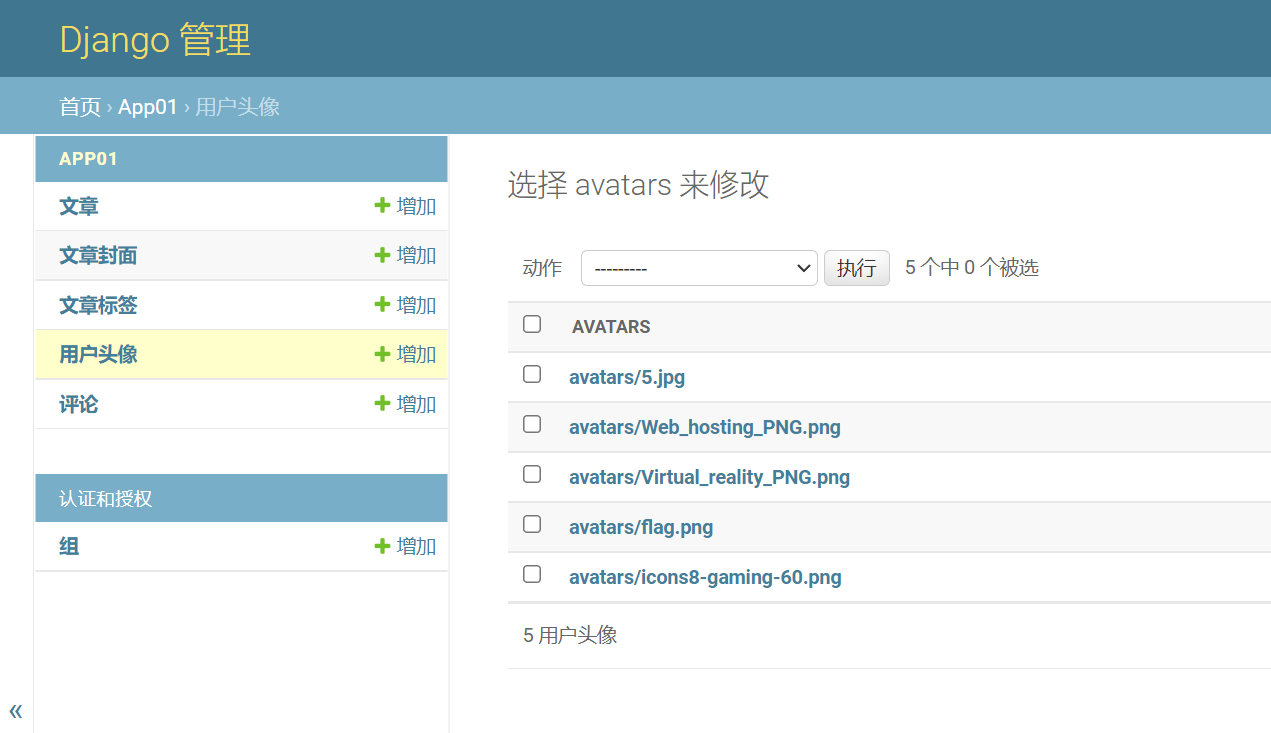 Django 管理
首页 › App01 › 用户头像
APP01
文章 增加
文章封面 增加
文章标签 增加
用户头像 增加
评论 增加
认证和授权
组 增加
«
选择 avatars 来修改
动作 --------- 执行 5 个中 0 个被选
AVATARS
avatars/5.jpg
avatars/Web_hosting_PNG.png
avatars/Virtual_reality_PNG.png
avatars/flag.png
avatars/icons8-gaming-60.png
5 用户头像